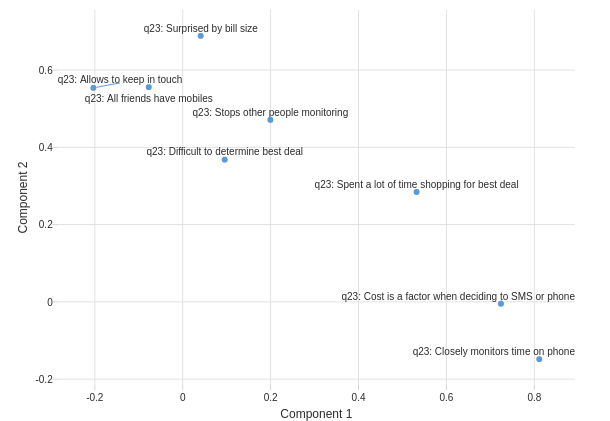 q23: Surprised by bill size
q23: Allows to keep in touch
q23: All friends have mobiles
q23: Stops other people monitoring
q23: Difficult to determine best deal
q23: Spent a lot of time shopping for best deal
q23: Cost is a factor when deciding to SMS or phone
q23: Closely monitors time on phone
Component 2
0.6
0.4
0.2
0
-0.2
-0.2
0
0.2
0.4
0.6
0.8
Component 1